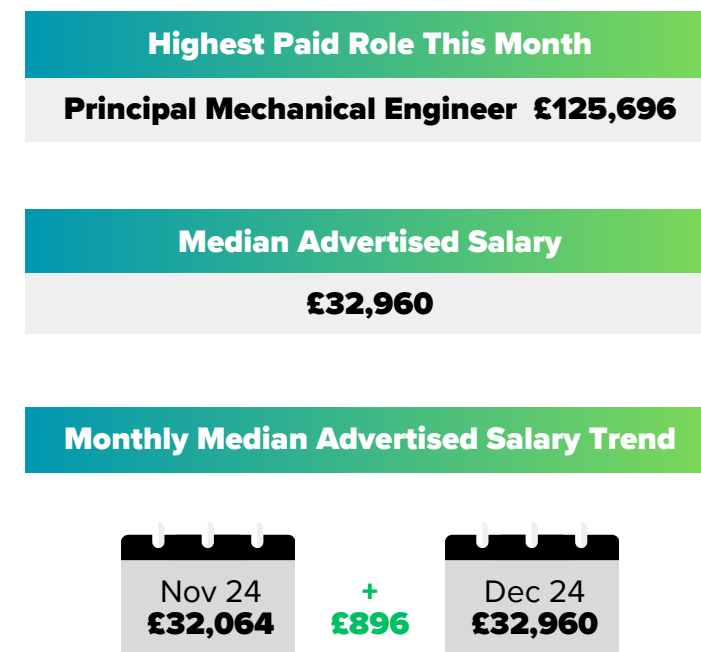 Highest Paid Role This Month
Principal Mechanical Engineer £125,696
Median Advertised Salary
£32,960
Monthly Median Advertised Salary Trend
Nov 24
£32,064
+
£896
Dec 24
£32,960